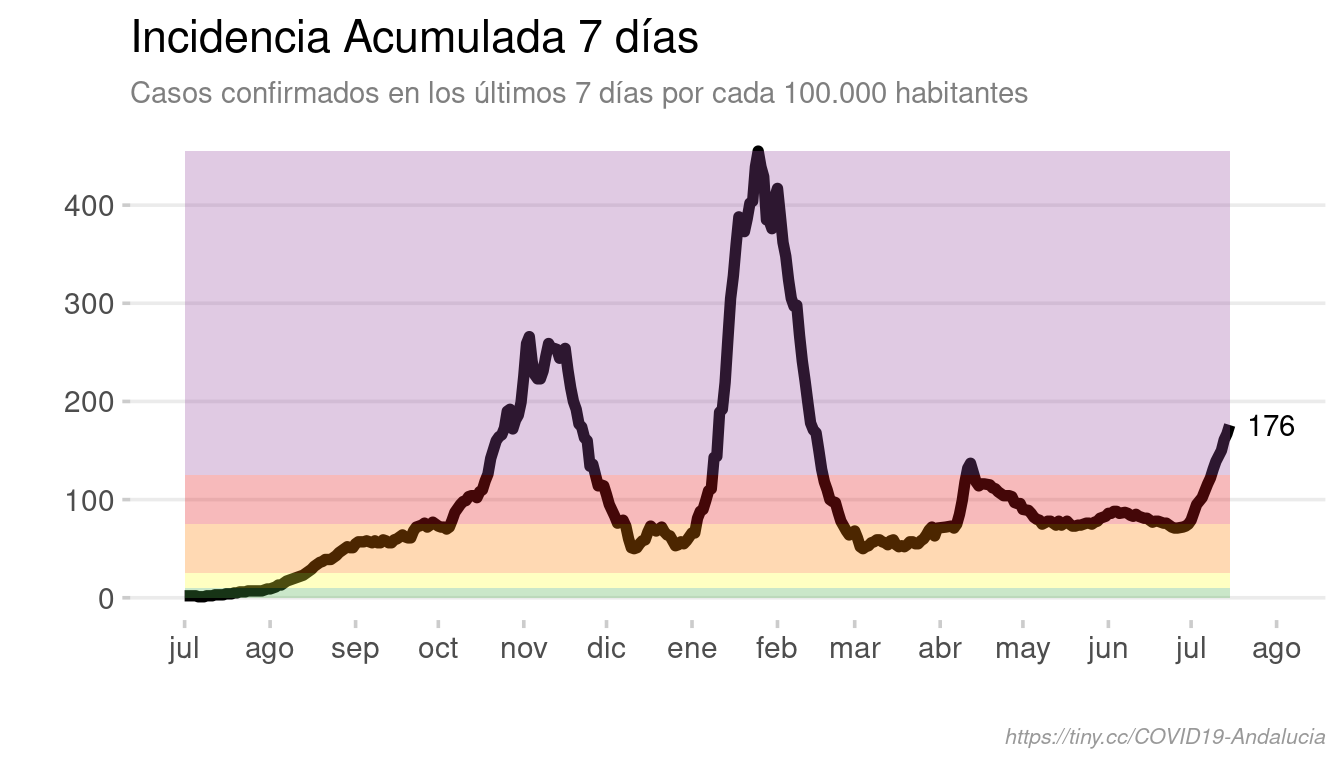 Incidencia Acumulada 7 días
Casos confirmados en los últimos 7 días por cada 100.000 habitantes
400
300
200
176
100
0
jul ago sep oct nov dic ene feb mar abr may jun jul ago
https://tiny.cc/COVID19-Andalucia